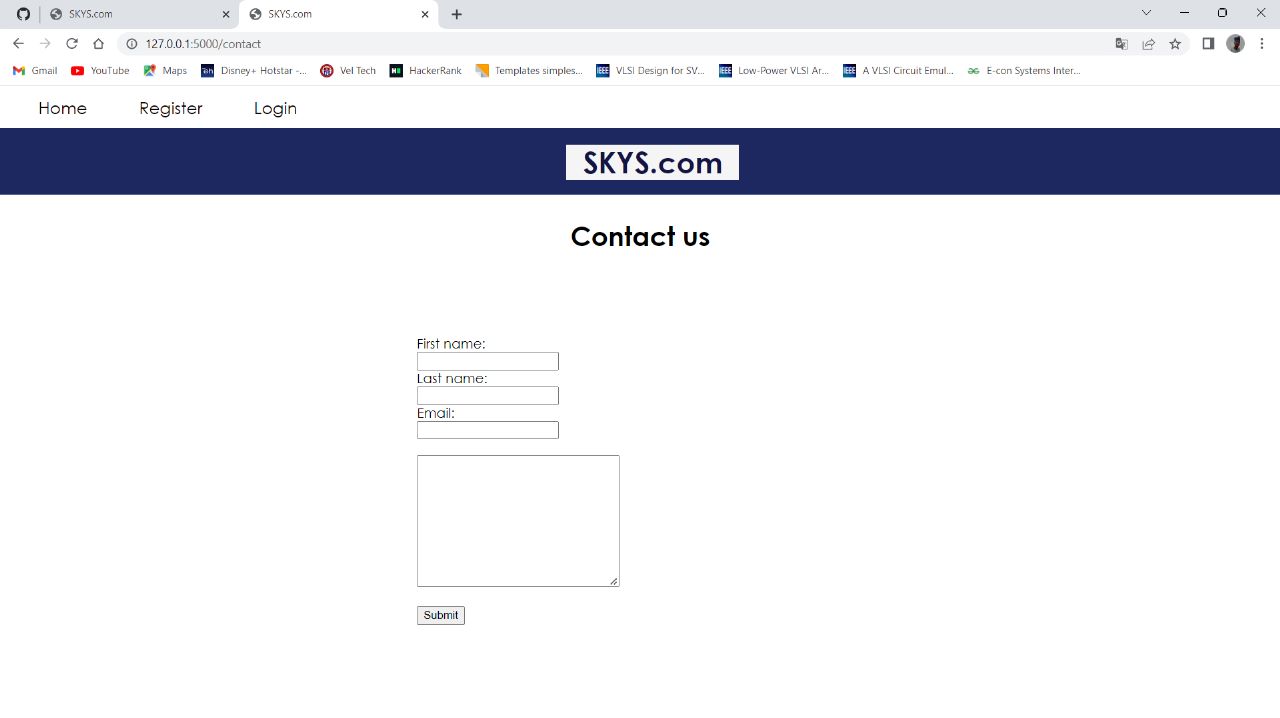 SKYS.com SKYS.com
127.0.0.1:5000/contact
Gmail YouTube Maps Disney+ Hotstar -... Vel Tech HackerRank Templates simples... VLSI Design for SV... Low-Power VLSI Ar... A VLSI Circuit Emul... E-con Systems Inter...
Home Register Login
SKYS.com
Contact us
First name:
Last name:
Email:
Submit